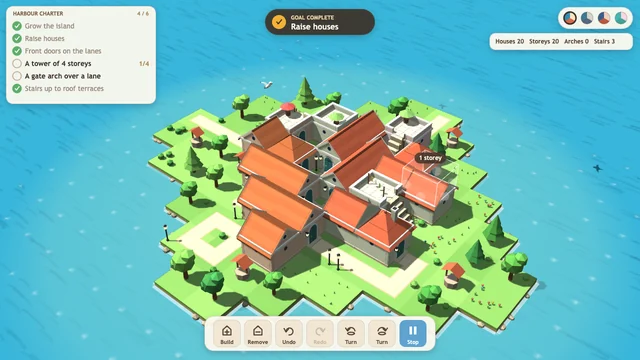 HARBOUR CHARTER 4 / 6
Grow the island
Raise houses
Front doors on the lanes
A tower of 4 storeys 1/4
A gate arch over a lane
Stairs up to roof terraces
GOAL COMPLETE
Raise houses
Houses 20 Storeys 20 Arches 0 Stairs 3
1 storey
Build Remove Undo Redo Turn Turn Stop